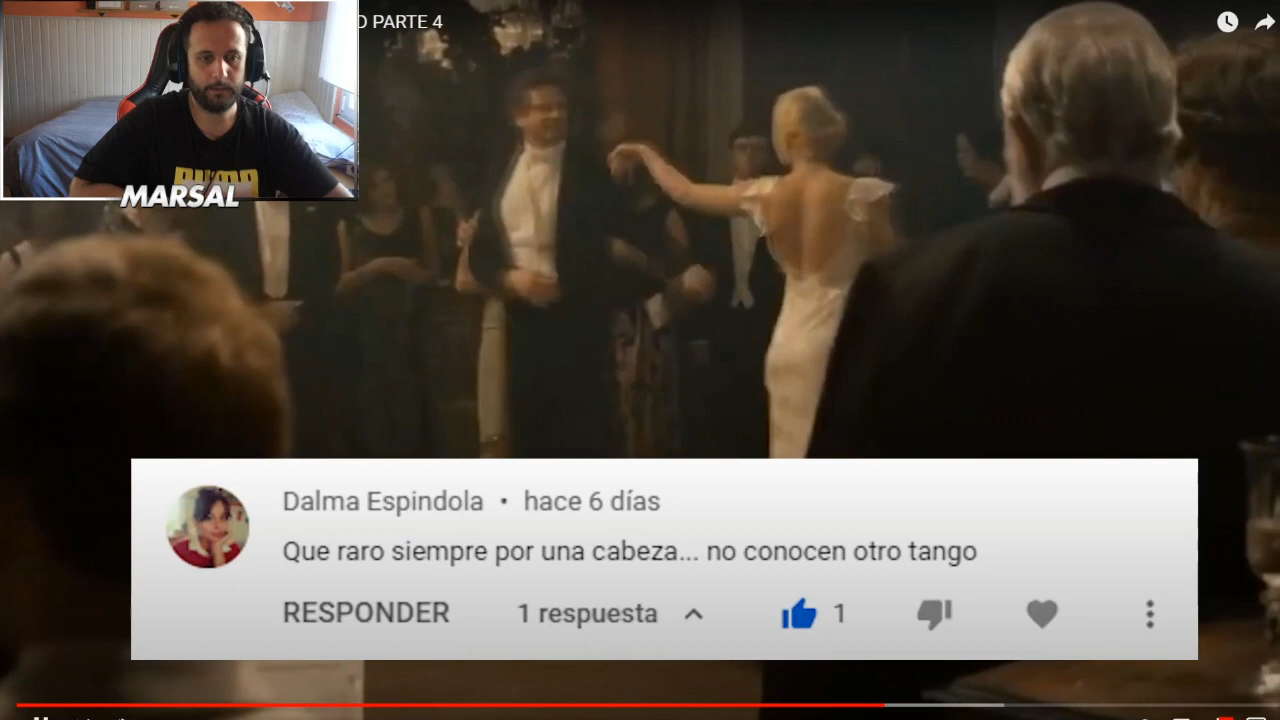 O PARTE 4
PUMA
MARSAL
Dalma Espindola • hace 6 días
Que raro siempre por una cabeza... no conocen otro tango
RESPONDER 1 respuesta 1